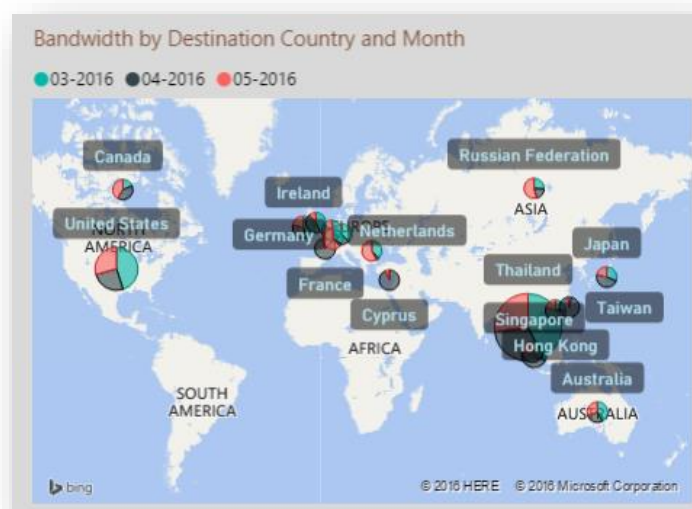 Bandwidth by Destination Country and Month
03-2016 04-2016 05-2016
Canada
Russian Federation
Ireland
ASIA
United States
NORTH
AMERICA
Germany
Netherlands
Japan
Thailand
France
Cyprus
Singapore
Taiwan
AFRICA
Hong Kong
Australia
SOUTH
AMERICA
AUSTRALIA
bing
© 2016 HERE © 2016 Microsoft Corporation